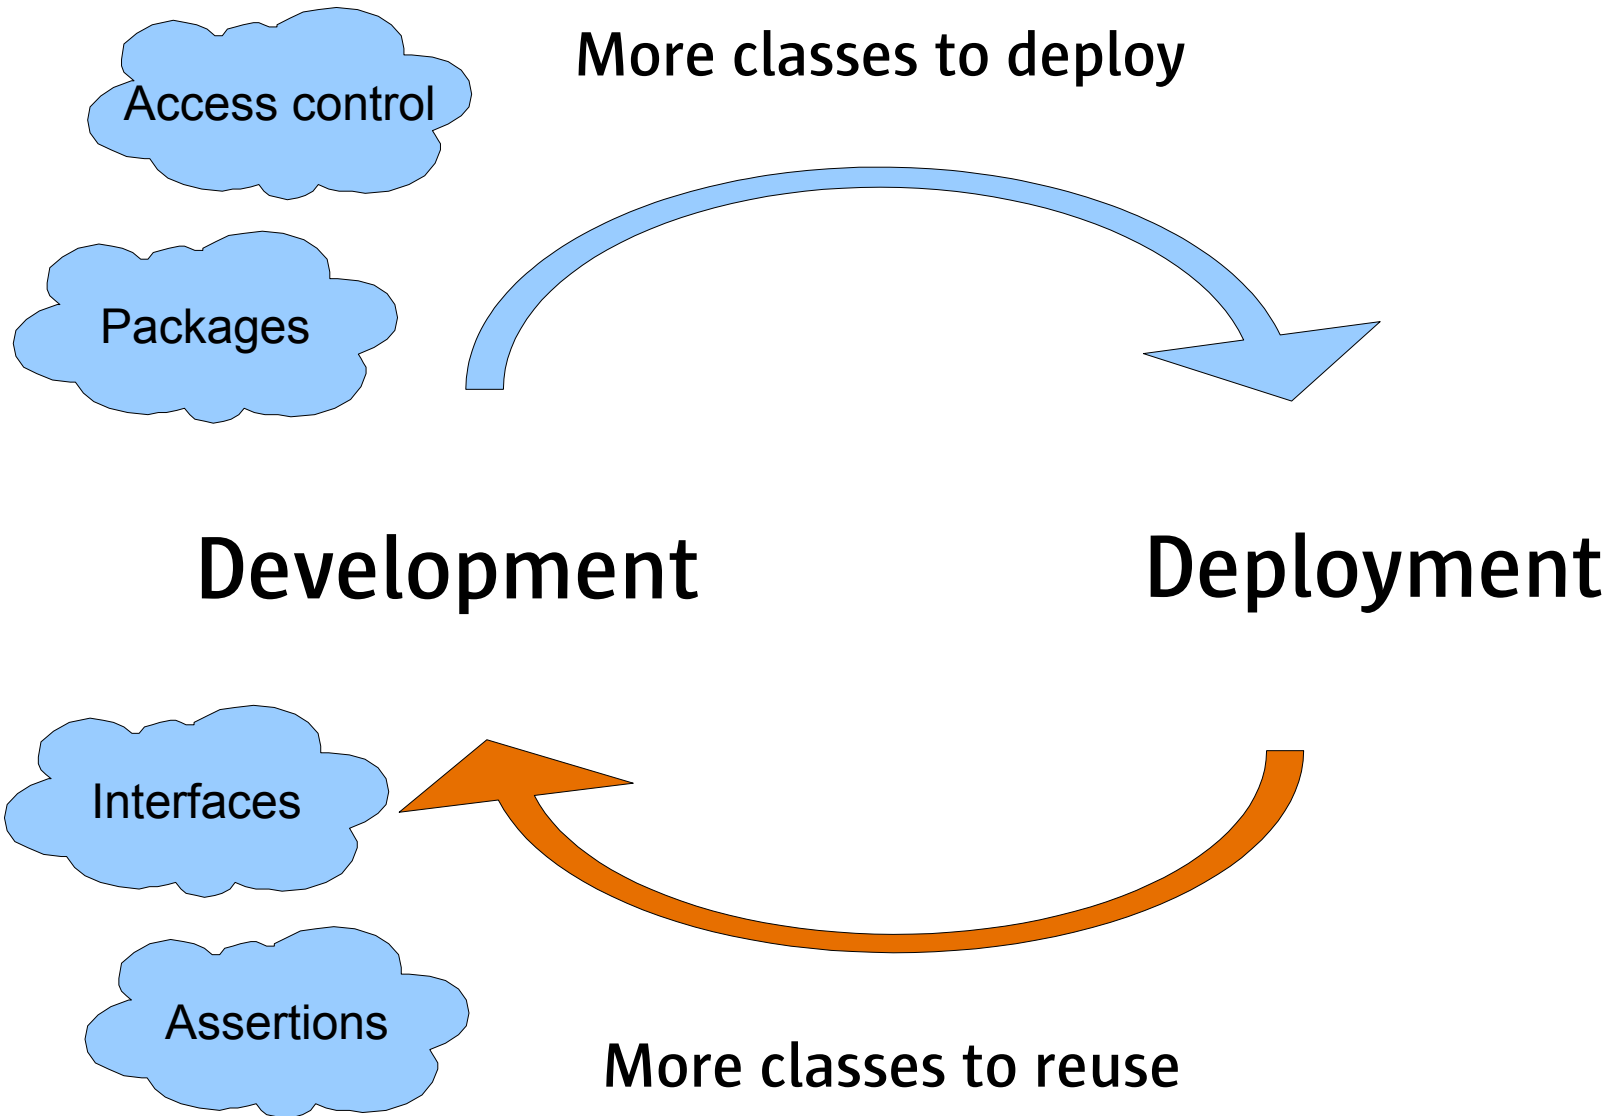 More classes to deploy
Access control
Packages
Development
Deployment
Interfaces
Assertions
More classes to reuse